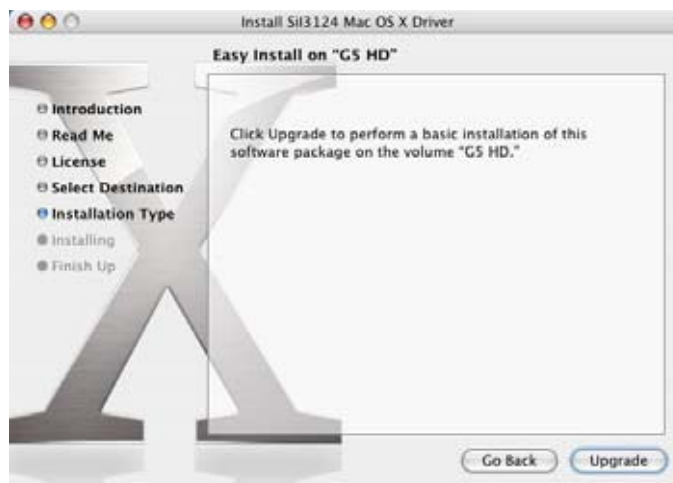 Install SiI3124 Mac OS X Driver
Easy Install on "G5 HD"
Introduction
Read Me
License
Select Destination
Installation Type
Installing
Finish Up
Click Upgrade to perform a basic installation of this
software package on the volume "G5 HD."
Go Back
Upgrade